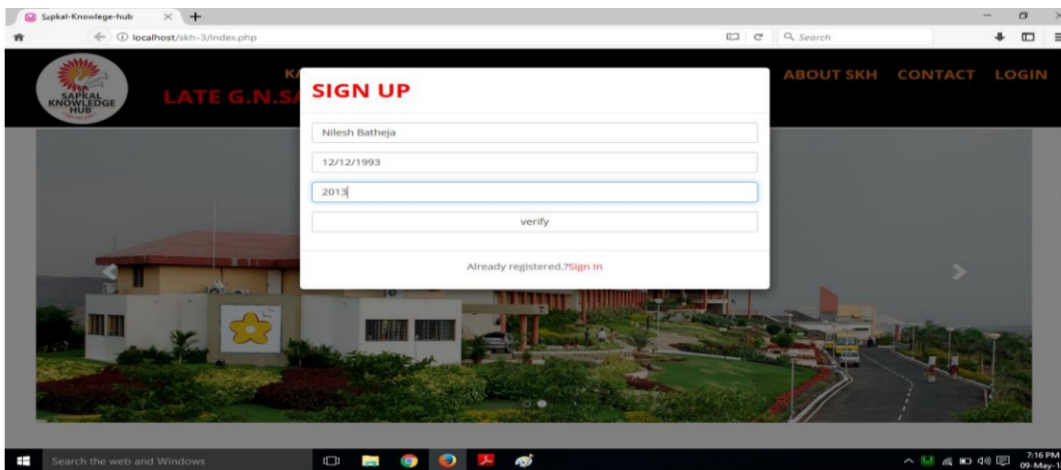 Sapkal-Knowlege-hub
localhost/skh-3/index.php
Search
SAPKAL
KNOWLEDGE
HUB
LATE G.N.SA
ABOUT SKH CONTACT LOGIN
SIGN UP
Nilesh Batheja
12/12/1993
2013
verify
Already registered.?Sign In
Search the web and Windows
7:16 PM
09-May-